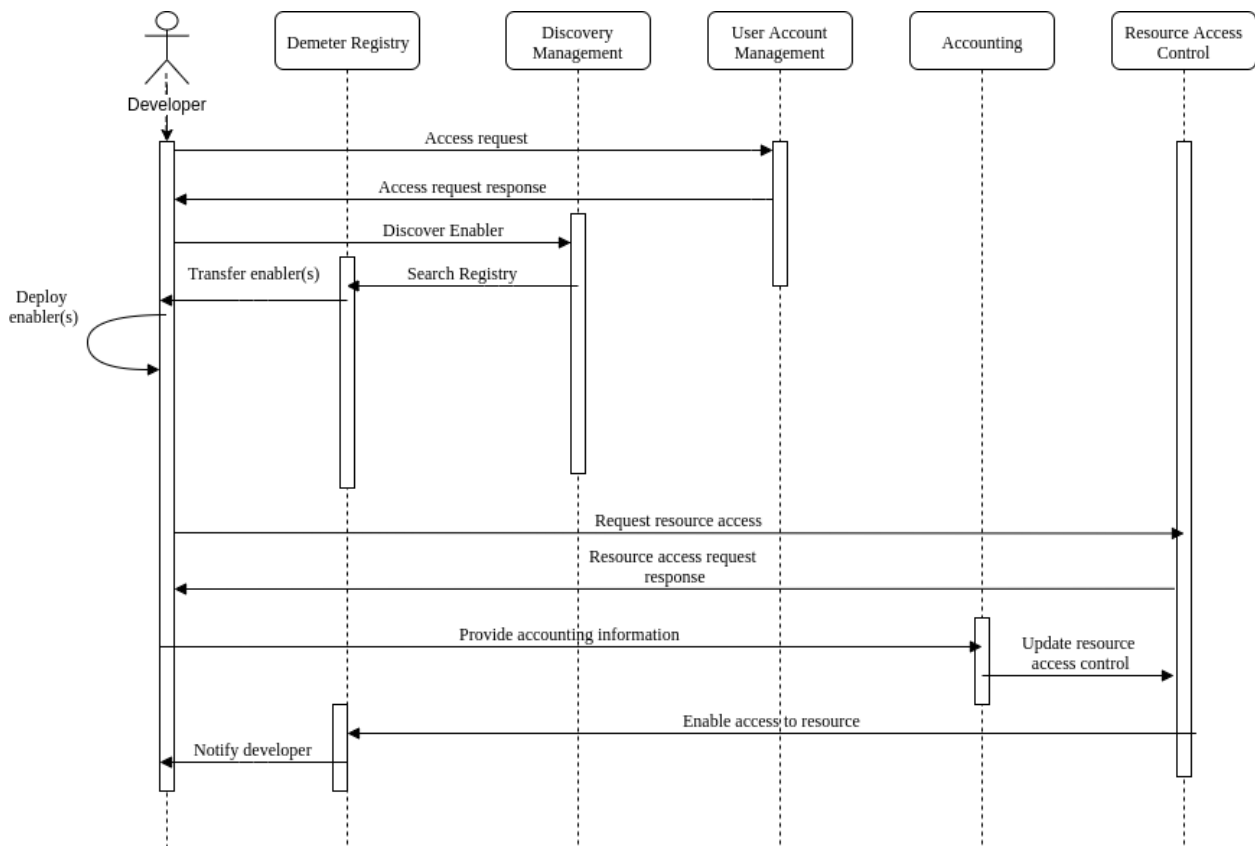 Developer
Demeter Registry
Discovery
Management
User Account
Management
Accounting
Resource Access
Control
Access request
Access request response
Discover Enabler
Search Registry
Transfer enabler(s)
Deploy
enabler(s)
Request resource access
Resource access request
response
Provide accounting information
Update resource
access control
Enable access to resource
Notify developer